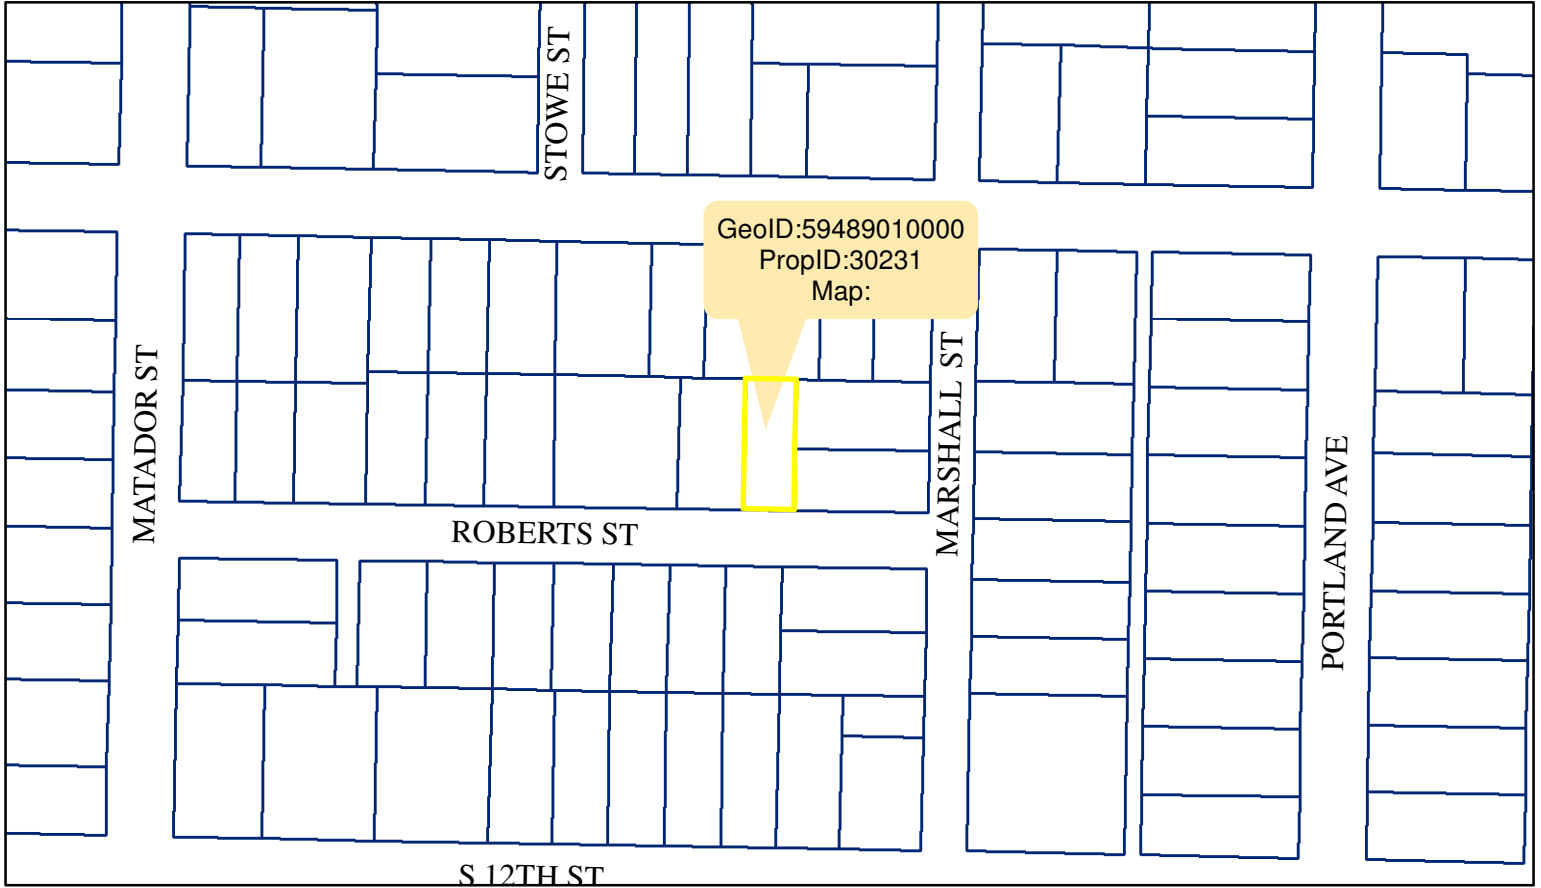 STOWE ST
GeoID:59489010000
PropID:30231
Map:
MATADOR ST
MARSHALL ST
PORTLAND AVE
ROBERTS ST
S 12TH ST